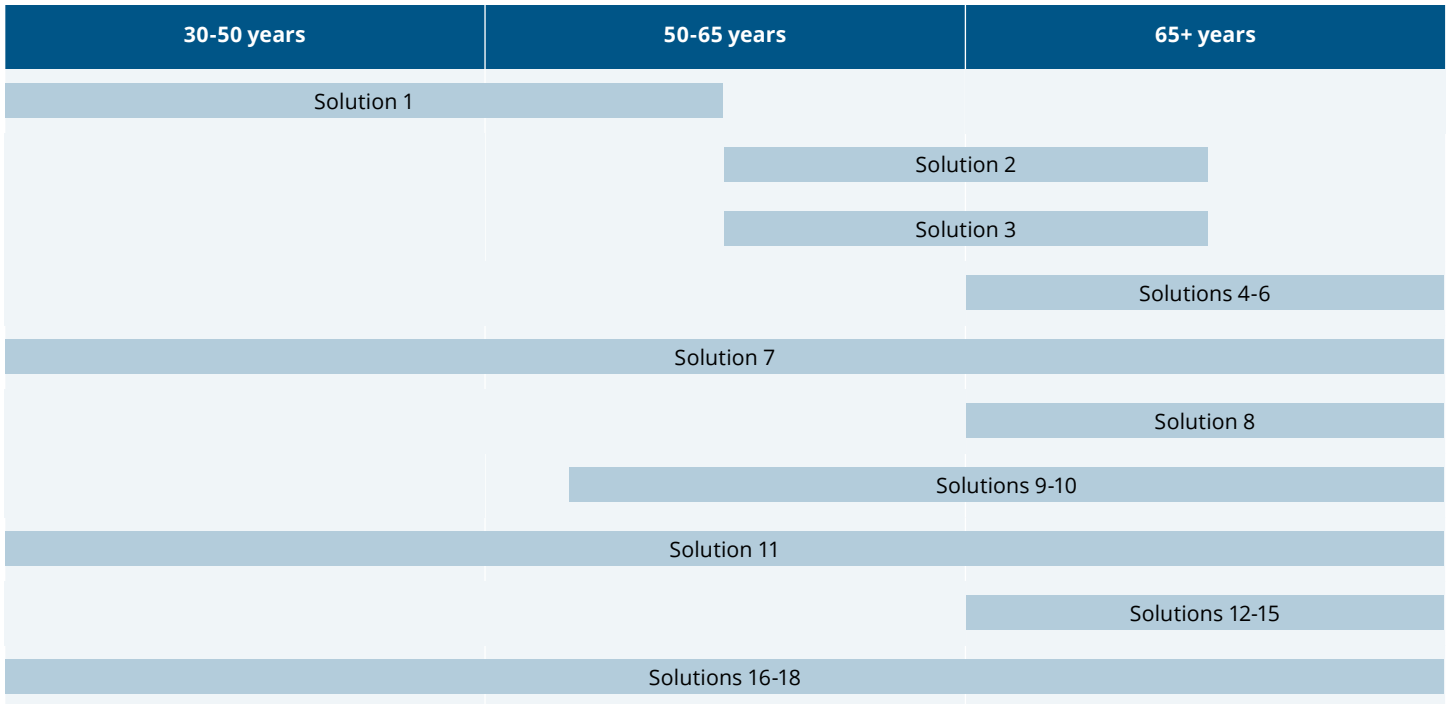 30-50 years 50-65 years 65+ years
Solution 1
Solution 2
Solution 3
Solutions 4-6
Solution 7
Solution 8
Solutions 9-10
Solution 11
Solutions 12-15
Solutions 16-18